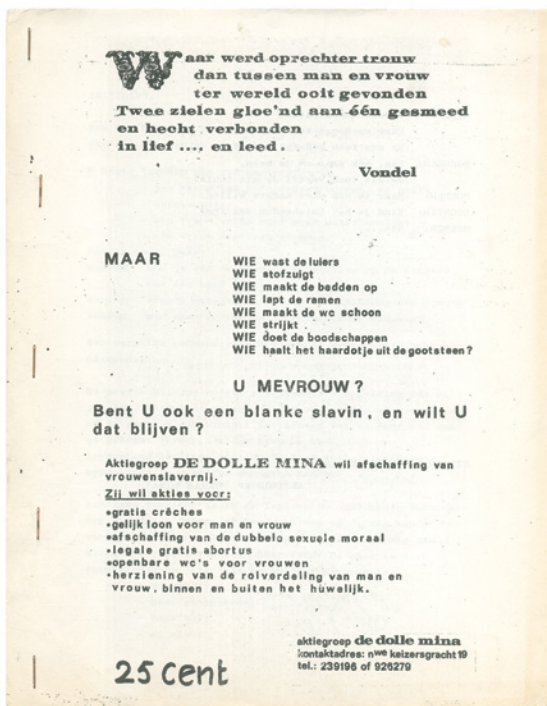 Waar werd oprechter trouw
dan tussen man en vrouw
ter wereld ooit gevonden
Twee zielen gloe'nd aan één gesmeed
en hecht verbonden
in lief .... en leed.
Vondel
MAAR
WIE wast de luiers
WIE stofzuigt
WIE maakt de bedden op
WIE lapt de ramen
WIE maakt de wc schoon
WIE strijkt
WIE doet de boodschappen
WIE haalt het haardotje uit de gootsteen?
U MEVROUW?
Bent U ook een blanke slavin, en wilt U
dat blijven?
Aktiegroep DE DOLLE MINA wil afschaffing van
vrouwenslavernij.
Zij wil akties voor:
•gratis crêches
•gelijk loon voor man en vrouw
•afschaffing van de dubbele sexuele moraal
•legale gratis abortus
•openbare wc's voor vrouwen
•herziening van de rolverdeling van man en
vrouw, binnen en buiten het huwelijk.
aktiegroep de dolle mina
kontaktadres: nwe keizersgracht 19
tel.: 239196 of 926279
25 cent